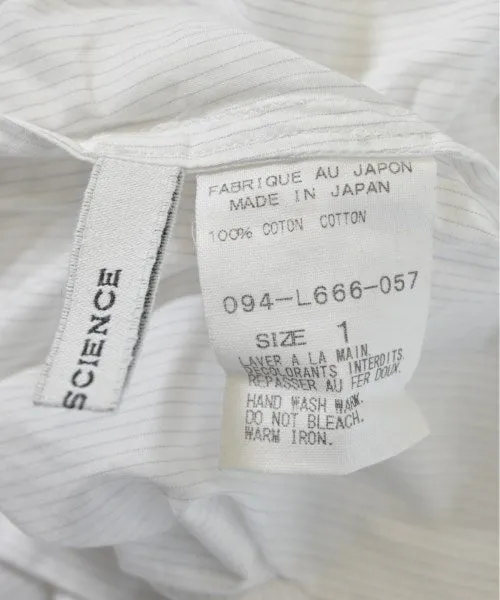 SCIENCE
FABRIQUE AU JAPON
MADE IN JAPAN
100% COTON COTTON
094-L666-057
SIZE 1
LAVER A LA MAIN
DECOLORANTS INTERDITS
REPASSER AU FER DOUX.
HAND WASH WARM.
DO NOT BLEACH.
WARM IRON.